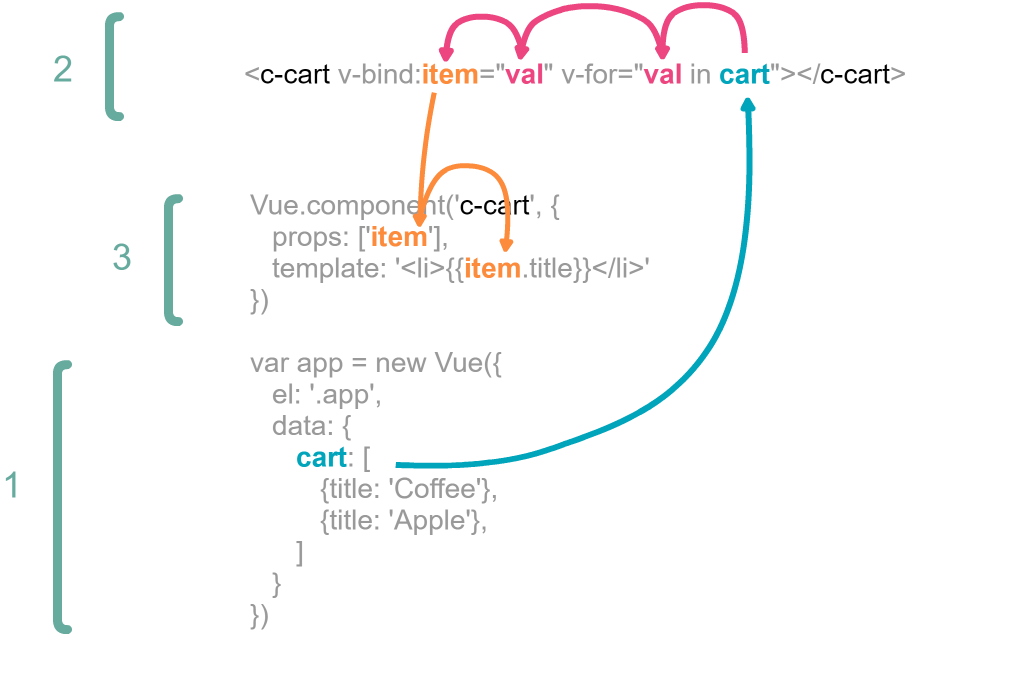 2
<c-cart v-bind:item="val" v-for="val in cart"></c-cart>
3
Vue.component('c-cart', {
props: ['item'],
template: '<li>{{item.title}}</li>'
})
1
var app = new Vue({
el: '.app',
data: {
cart: [
{title: 'Coffee'},
{title: 'Apple'},
]
}
})